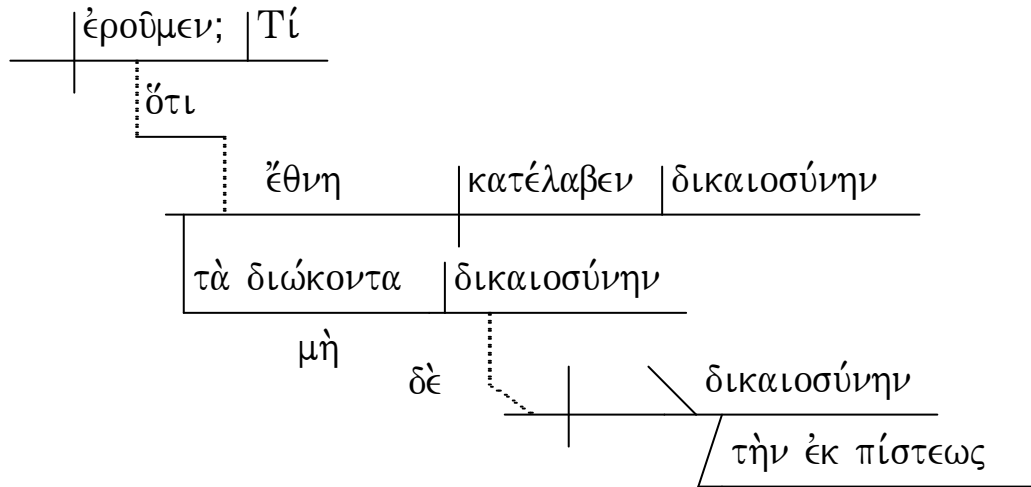 ἐροῦμεν; Τί
ὅτι
ἔθνη κατέλαβεν δικαιοσύνην
τὰ διώκοντα δικαιοσύνην
μὴ
δὲ δικαιοσύνην
τὴν ἐκ πίστεως